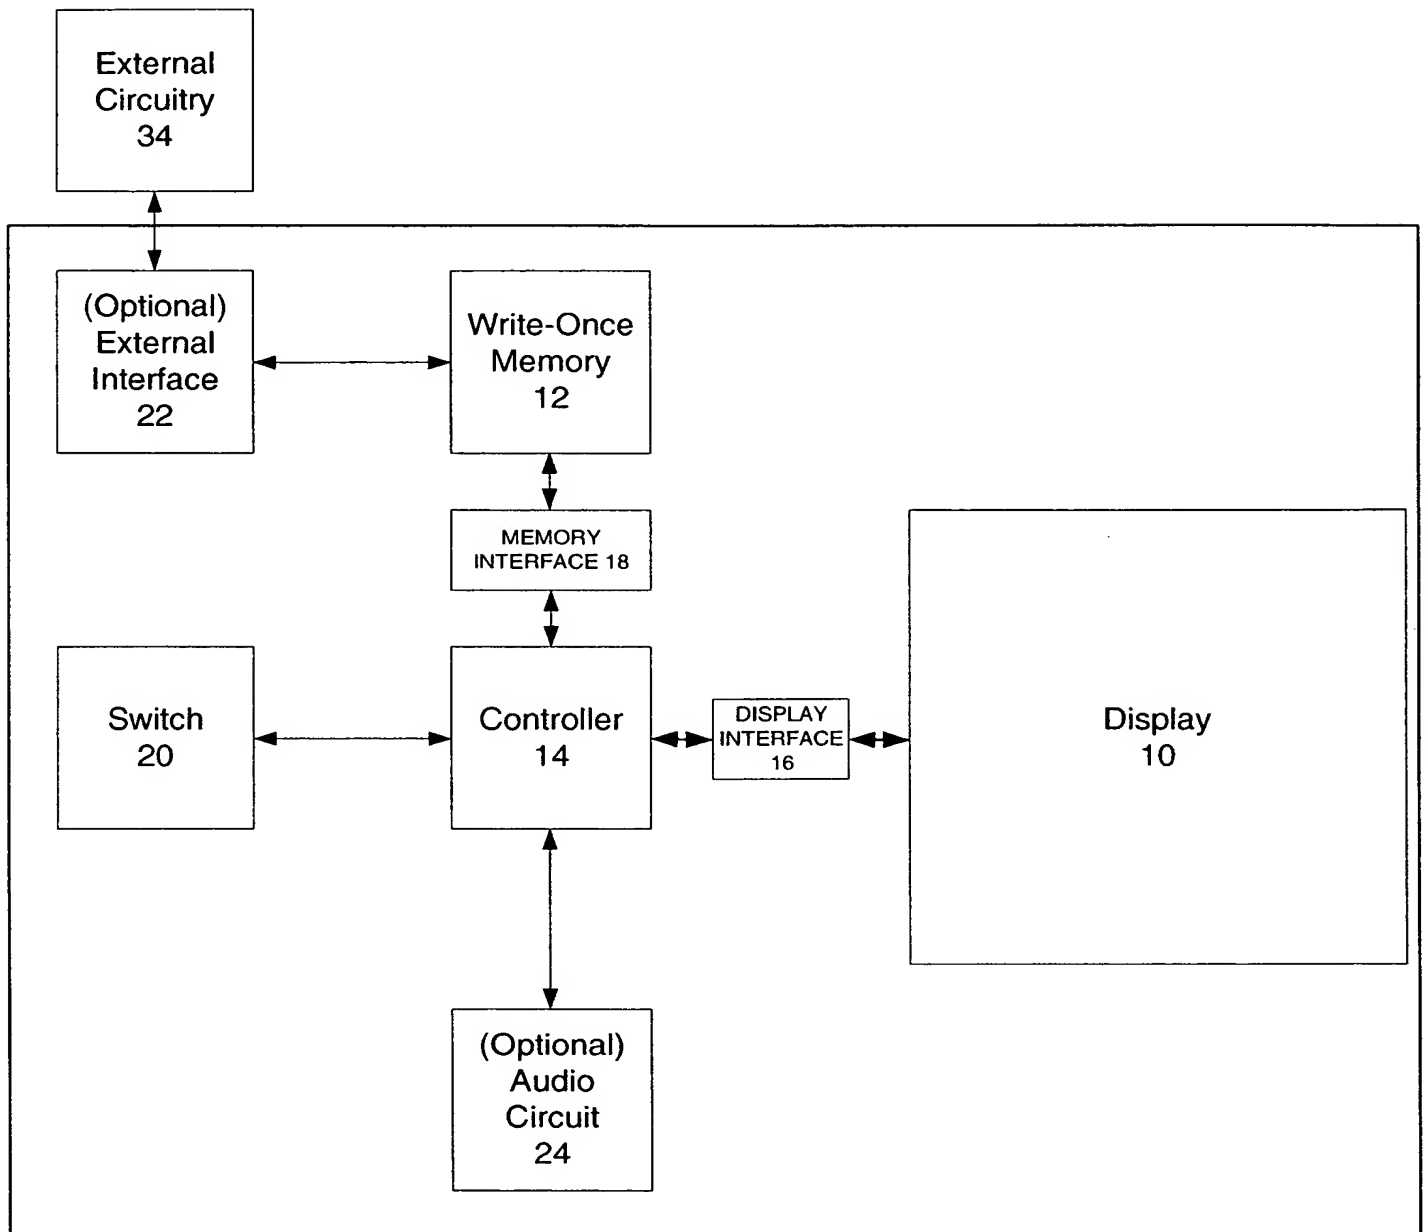 External
Circuitry
34
(Optional)
External
Interface
22
Write-Once
Memory
12
MEMORY
INTERFACE 18
Switch
20
Controller
14
DISPLAY
INTERFACE
16
Display
10
(Optional)
Audio
Circuit
24